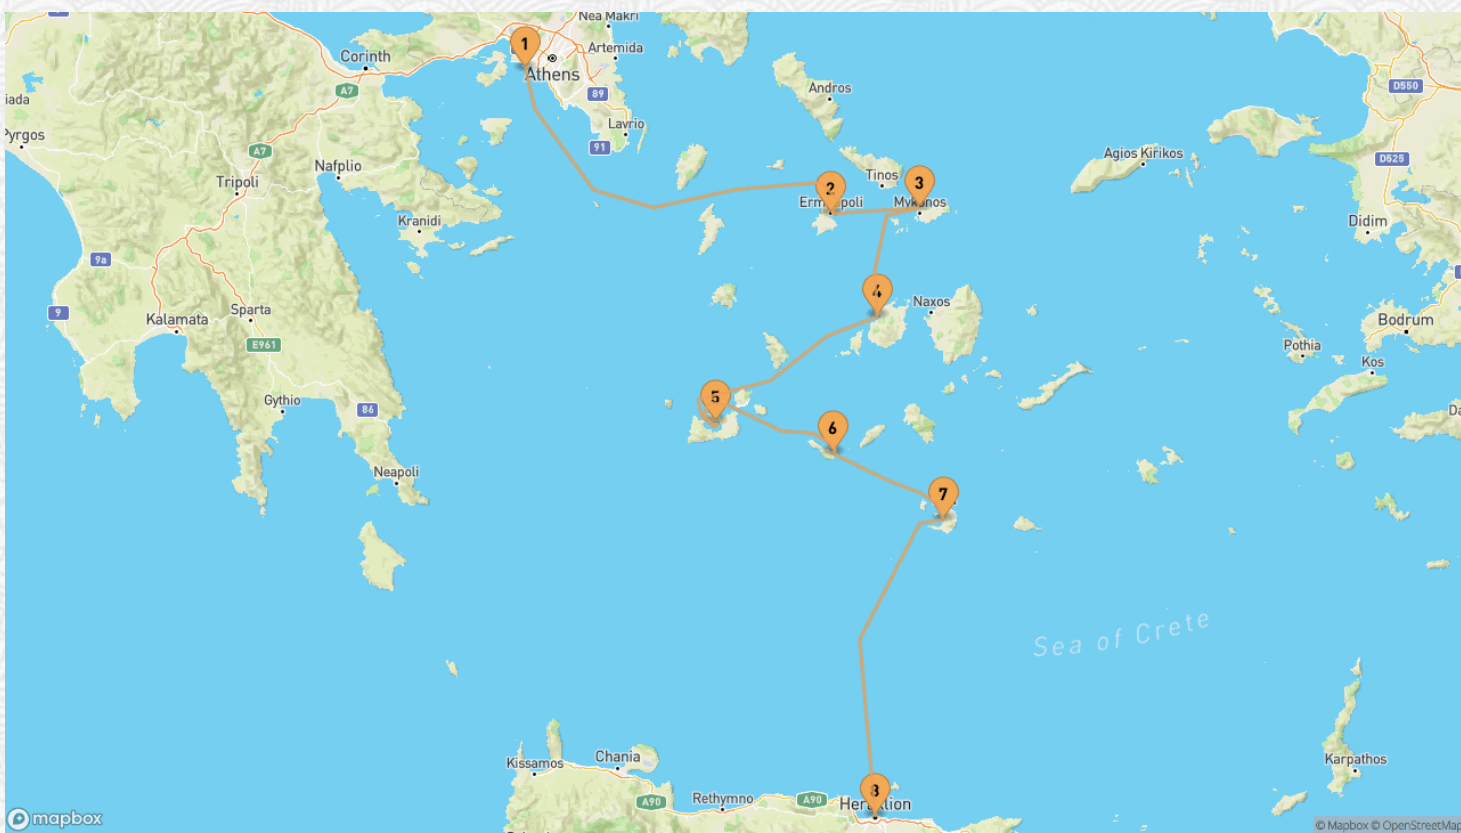 Nea Makri
1
Artemida
Corinth
Athens
A7
89
Andros
D550
iada
Lavrio
Pyrgos
91
A7
Agios Kirikos
D525
Nafplio
Tinos
Tripoli
2
3
Mykonos
Kranidi
Didim
9a
4
Naxos
9
Sparta
Kalamata
Bodrum
E961
Pothia
Kos
5
Gythio
86
6
Neapoli
7
Sea of Crete
Kissamos
Chania
Karpathos
8
A90
Rethymno
A90
mapbox
© Mapbox © OpenStreetMap